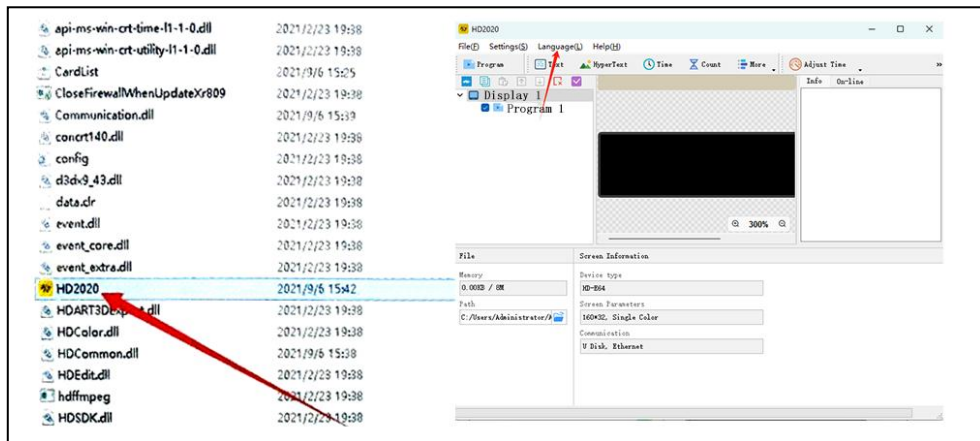 api-ms-win-crt-time-l1-1-0.dll 2021/2/23 19:38
api-ms-win-crt-utility-l1-1-0.dll 2021/2/23 19:38
CardList 2021/9/6 15:25
CloseFirewallWhenUpdateXr809 2021/2/23 19:38
Communication.dll 2021/9/6 15:39
concrt140.dll 2021/2/23 19:38
config 2021/2/23 19:38
d3dx9_43.dll 2021/2/23 19:38
data.clr 2021/2/23 19:38
event.dll 2021/2/23 19:38
event_core.dll 2021/2/23 19:38
event_extra.dll 2021/2/23 19:38
HD2020 2021/9/6 15:42
2021/2/23 19:38
HDColor.dll 2021/2/23 19:38
HDCommon.dll 2021/9/6 15:38
HDEdit.dll 2021/2/23 19:38
hdffmpeg 2021/2/23 19:38
HDSDK.dll 2021/2/23 19:38
HD2020
File(F) Settings(S) Language(L) Help(H)
Program Text HyperText Time Count More Adjust Time »
Display 1
Program 1
Info On-line
300%
File
Memory
0.00KB / 8M
Path
C:/Users/Administrator/
Screen Information
Device type
HD-E64
Screen Parameters
160*32, Single Color
Communication
U Disk, Ethernet